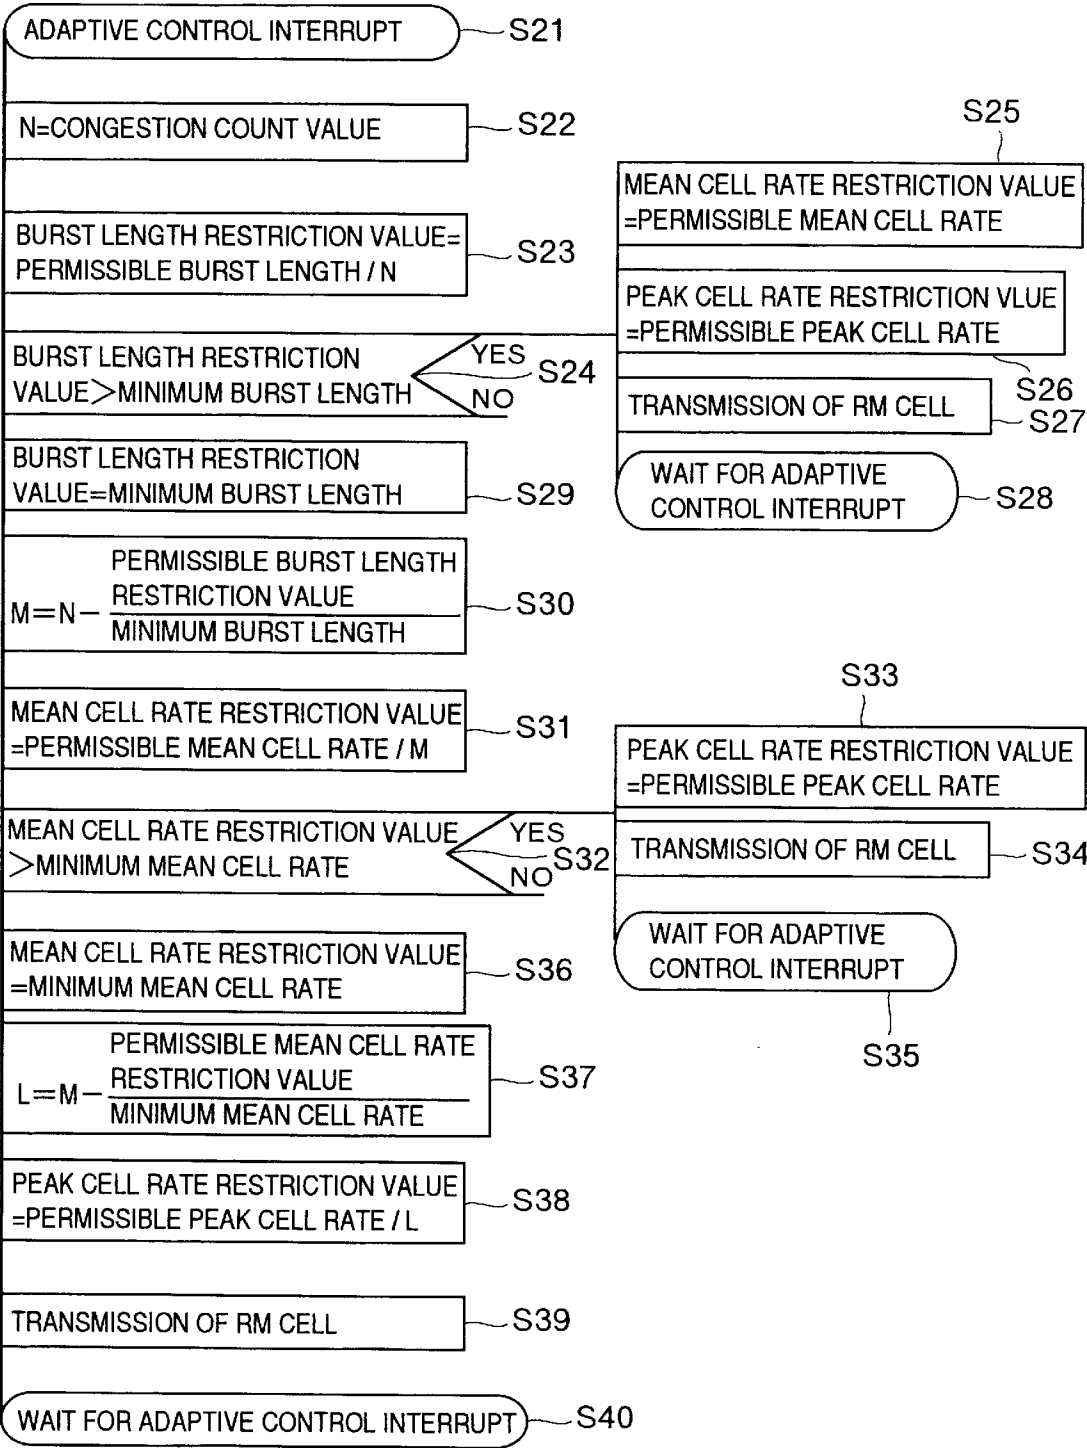 ADAPTIVE CONTROL INTERRUPT
S21
N=CONGESTION COUNT VALUE
S22
BURST LENGTH RESTRICTION VALUE=
PERMISSIBLE BURST LENGTH / N
S23
BURST LENGTH RESTRICTION
VALUE>MINIMUM BURST LENGTH
YES
NO
S24
S25
MEAN CELL RATE RESTRICTION VALUE
=PERMISSIBLE MEAN CELL RATE
PEAK CELL RATE RESTRICTION VLUE
=PERMISSIBLE PEAK CELL RATE
S26
TRANSMISSION OF RM CELL
S27
WAIT FOR ADAPTIVE
CONTROL INTERRUPT
S28
BURST LENGTH RESTRICTION
VALUE=MINIMUM BURST LENGTH
S29
PERMISSIBLE BURST LENGTH
RESTRICTION VALUE
M=N−
MINIMUM BURST LENGTH
S30
MEAN CELL RATE RESTRICTION VALUE
=PERMISSIBLE MEAN CELL RATE / M
S31
MEAN CELL RATE RESTRICTION VALUE
>MINIMUM MEAN CELL RATE
YES
NO
S32
S33
PEAK CELL RATE RESTRICTION VALUE
=PERMISSIBLE PEAK CELL RATE
TRANSMISSION OF RM CELL
S34
WAIT FOR ADAPTIVE
CONTROL INTERRUPT
S35
MEAN CELL RATE RESTRICTION VALUE
=MINIMUM MEAN CELL RATE
S36
PERMISSIBLE MEAN CELL RATE
RESTRICTION VALUE
L=M−
MINIMUM MEAN CELL RATE
S37
PEAK CELL RATE RESTRICTION VALUE
=PERMISSIBLE PEAK CELL RATE / L
S38
TRANSMISSION OF RM CELL
S39
WAIT FOR ADAPTIVE CONTROL INTERRUPT
S40